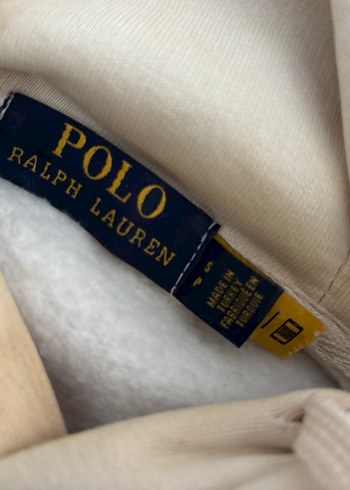 POLO
RALPH LAUREN
S
P
MADE IN
TURKEY
FABRIQUÉ EN
TURQUIE